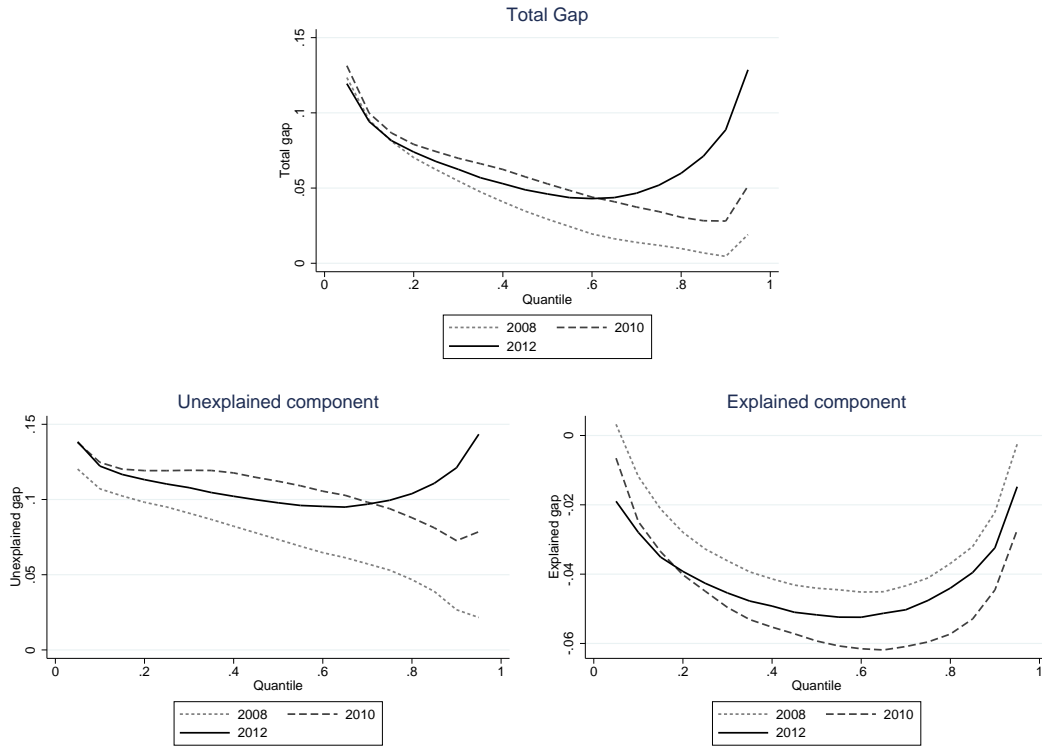 Total Gap
Total gap
.15
.1
.05
0
0 .2 .4 .6 .8 1
Quantile
2008 2010
2012
Unexplained component
Unexplained gap
.15
.1
.05
0
0 .2 .4 .6 .8 1
Quantile
2008 2010
2012
Explained component
Explained gap
0
-.02
-.04
-.06
0 .2 .4 .6 .8 1
Quantile
2008 2010
2012